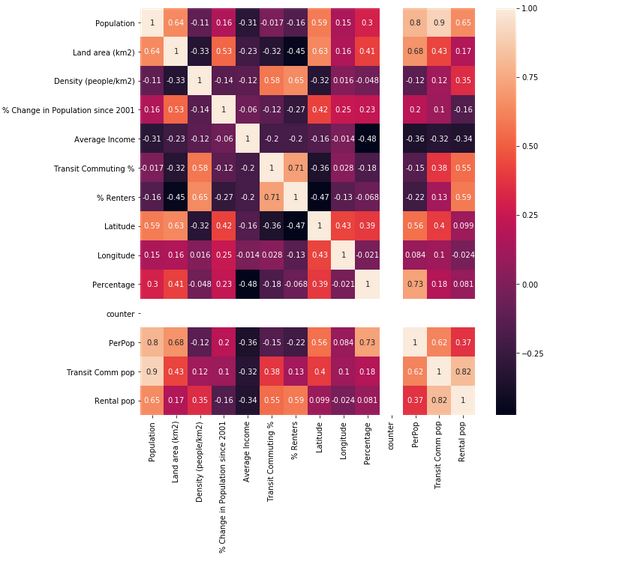 Population 1 0.64 -0.11 0.16 -0.31 -0.017 -0.16 0.59 0.15 0.3 0.8 0.9 0.65
Land area (km2) 0.64 1 -0.33 0.53 -0.23 -0.32 -0.45 0.63 0.16 0.41 0.68 0.43 0.17
Density (people/km2) -0.11 -0.33 1 -0.14 -0.12 0.58 0.65 -0.32 0.016 -0.048 -0.12 0.12 0.35
% Change in Population since 2001 0.16 0.53 -0.14 1 -0.06 -0.12 -0.27 0.42 0.25 0.23 0.2 0.1 -0.16
Average Income -0.31 -0.23 -0.12 -0.06 1 -0.2 -0.2 -0.16 -0.014 -0.48 -0.36 -0.32 -0.34
Transit Commuting % -0.017 -0.32 0.58 -0.12 -0.2 1 0.71 -0.36 0.028 -0.18 -0.15 0.38 0.55
% Renters -0.16 -0.45 0.65 -0.27 -0.2 0.71 1 -0.47 -0.13 -0.068 -0.22 0.13 0.59
Latitude 0.59 0.63 -0.32 0.42 -0.16 -0.36 -0.47 1 0.43 0.39 0.56 0.4 0.099
Longitude 0.15 0.16 0.016 0.25 -0.014 0.028 -0.13 0.43 1 -0.021 0.084 0.1 -0.024
Percentage 0.3 0.41 -0.048 0.23 -0.48 -0.18 -0.068 0.39 -0.021 1 0.73 0.18 0.081
counter
PerPop 0.8 0.68 -0.12 0.2 -0.36 -0.15 -0.22 0.56 0.084 0.73 1 0.62 0.37
Transit Comm pop 0.9 0.43 0.12 0.1 -0.32 0.38 0.13 0.4 0.1 0.18 0.62 1 0.82
Rental pop 0.65 0.17 0.35 -0.16 -0.34 0.55 0.59 0.099 -0.024 0.081 0.37 0.82 1
Population
Land area (km2)
Density (people/km2)
% Change in Population since 2001
Average Income
Transit Commuting %
% Renters
Latitude
Longitude
Percentage
counter
PerPop
Transit Comm pop
Rental pop
1.00
0.75
0.50
0.25
0.00
−0.25